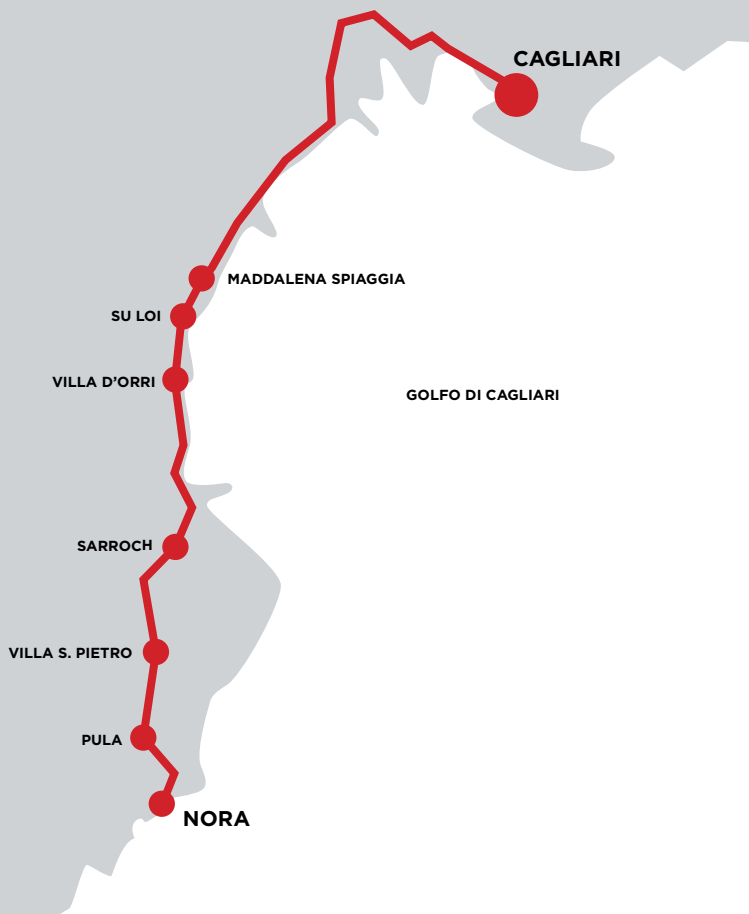 CAGLIARI
MADDALENA SPIAGGIA
SU LOI
VILLA D'ORRI
GOLFO DI CAGLIARI
SARROCH
VILLA S. PIETRO
PULA
NORA